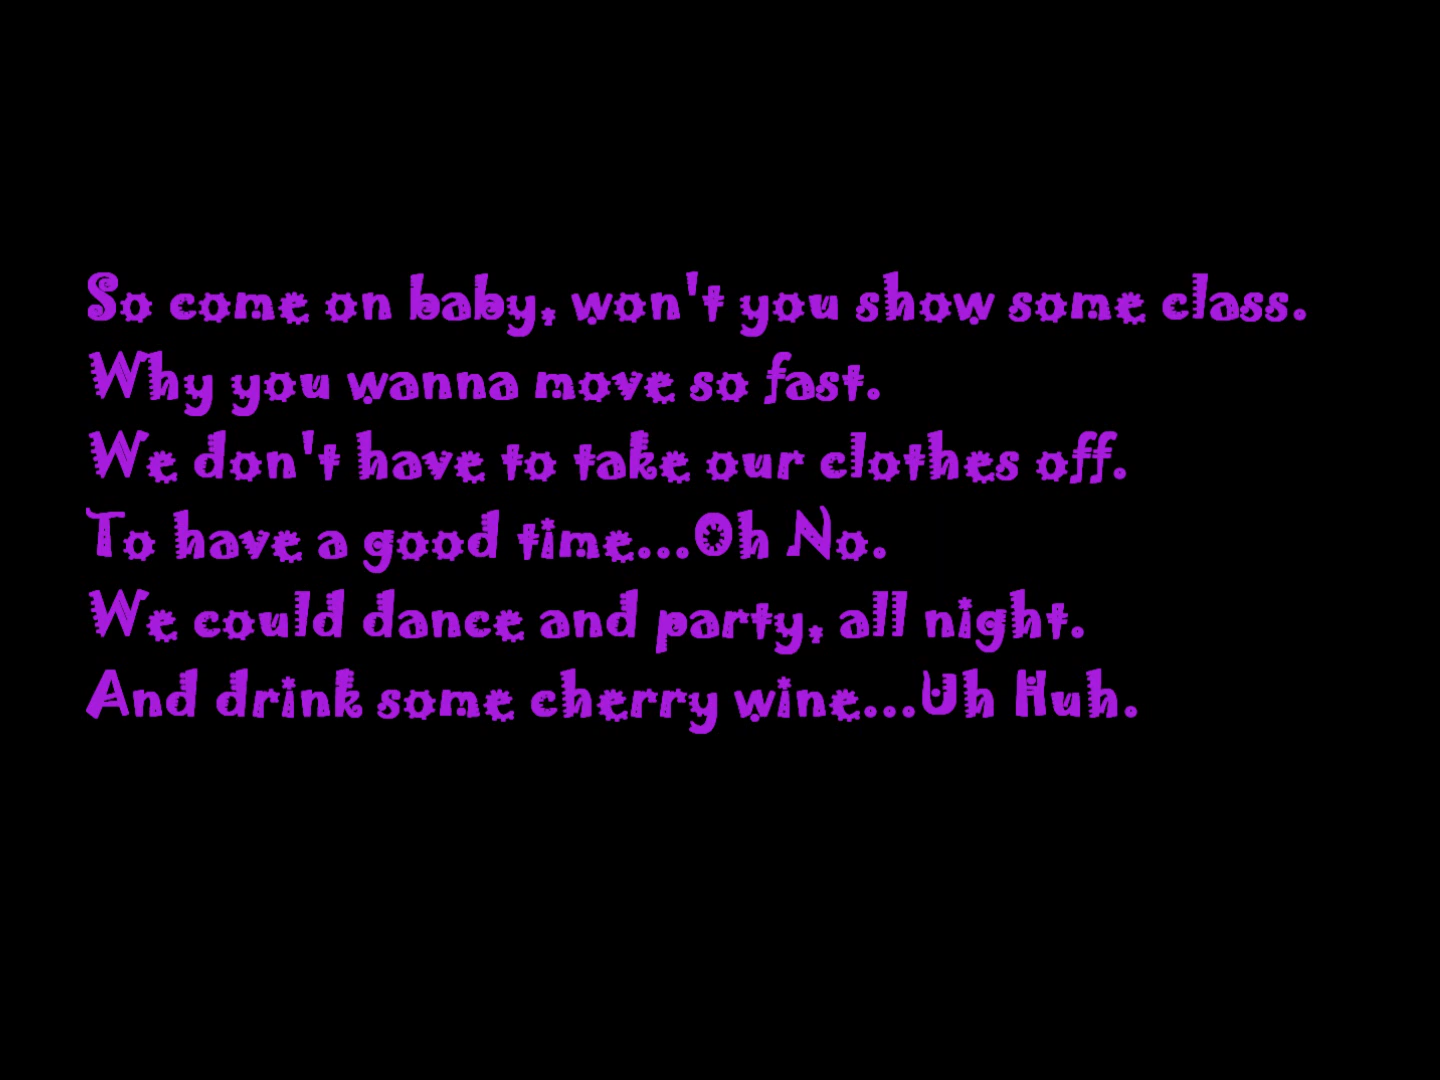 So come on baby, won't you show some class.
Why you wanna move so fast.
We don't have to take our clothes off.
To have a good time...Oh No.
We could dance and party, all night.
And drink some cherry wine...Uh Huh.